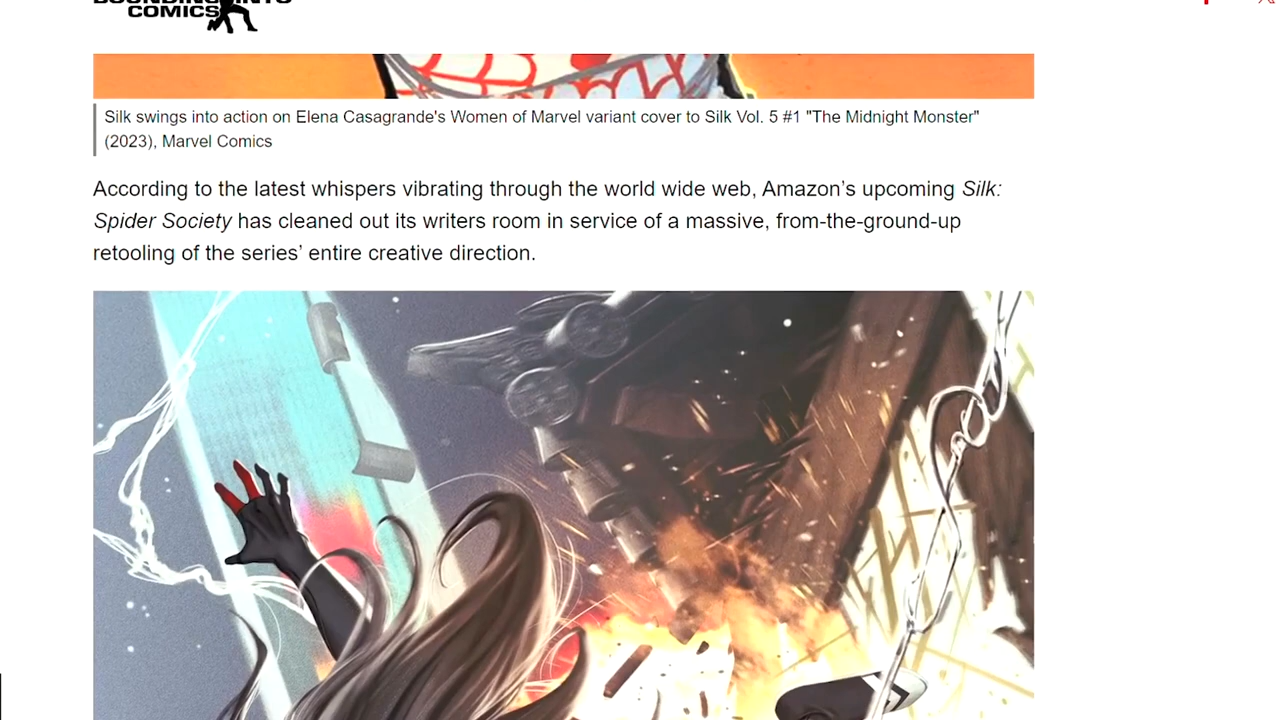 BOUNDING INTO
COMICS
Silk swings into action on Elena Casagrande's Women of Marvel variant cover to Silk Vol. 5 #1 "The Midnight Monster"
(2023), Marvel Comics
According to the latest whispers vibrating through the world wide web, Amazon’s upcoming Silk:
Spider Society has cleaned out its writers room in service of a massive, from-the-ground-up
retooling of the series’ entire creative direction.